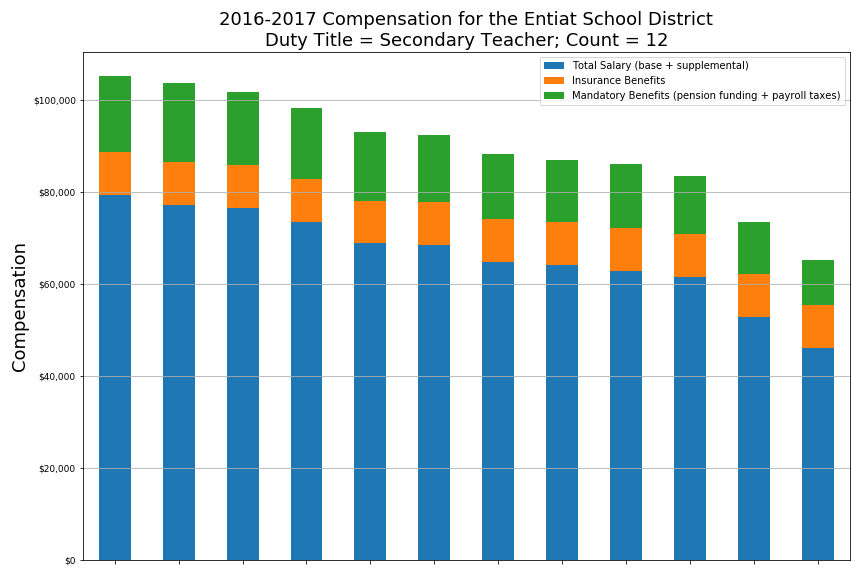 2016-2017 Compensation for the Entiat School District
Duty Title = Secondary Teacher; Count = 12
Total Salary (base + supplemental)
Insurance Benefits
Mandatory Benefits (pension funding + payroll taxes)
$100,000
$80,000
$60,000
$40,000
$20,000
$0
Compensation